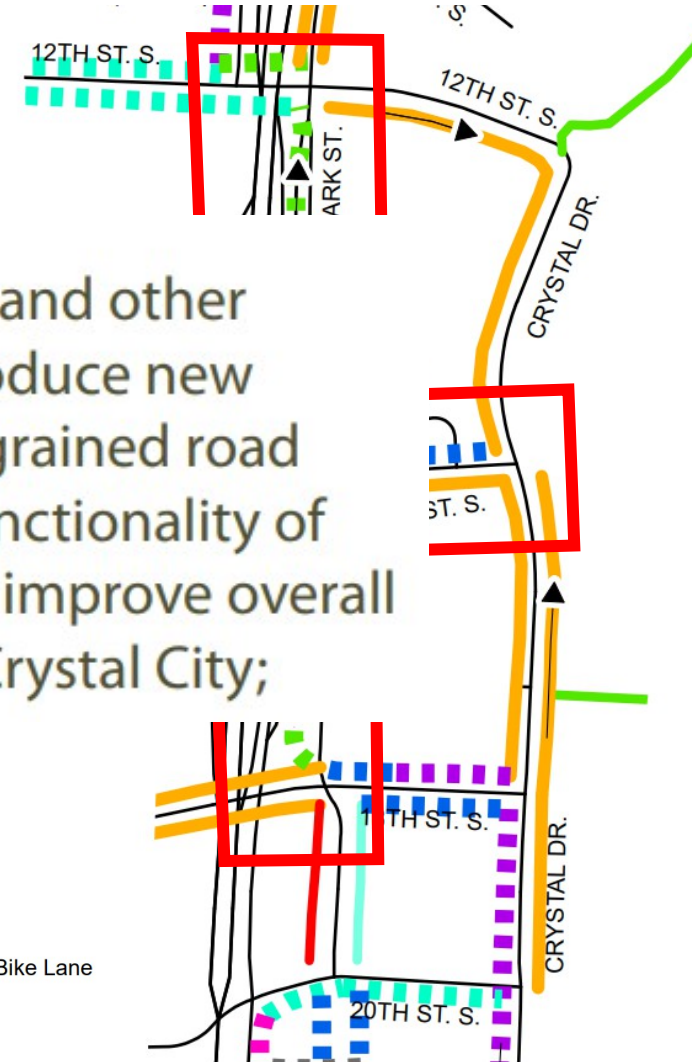 S.
12TH ST. S.
12TH ST. S.
ARK ST.
CRYSTAL DR.
and other
oduce new
grained road
ST. S.
nctionality of
improve overall
Crystal City;
TH ST. S.
CRYSTAL DR.
Bike Lane
20TH ST. S.